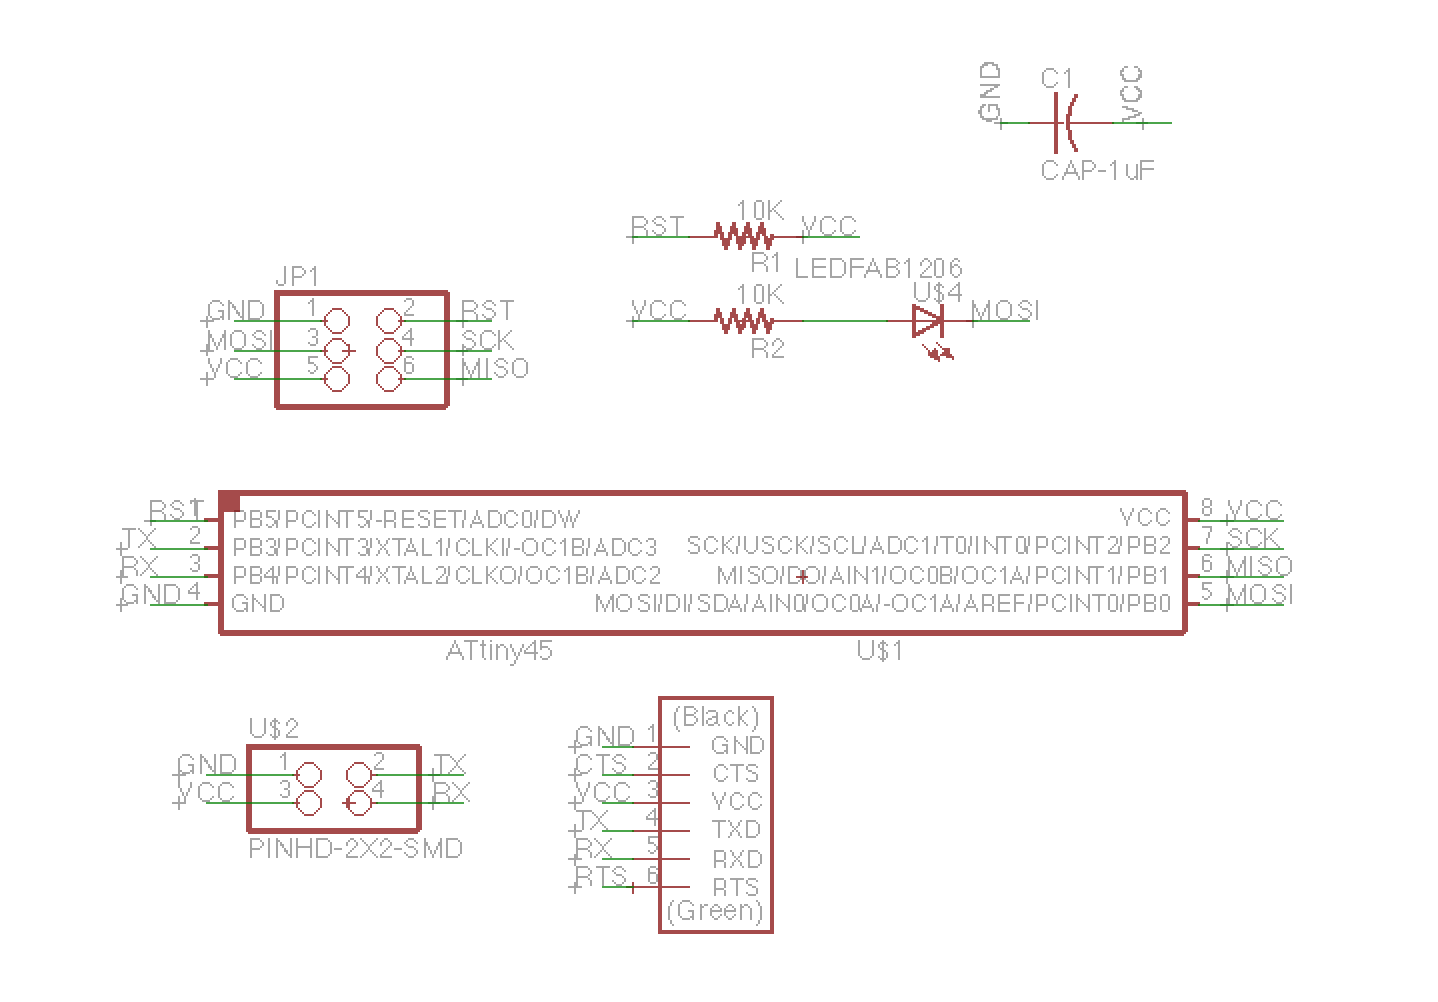 GND C1 VCC
CAP-1uF
RST 10K VCC
R1 LEDFAB1206
VCC 10K U$4 MOSI
R2
JP1
GND 1 2 RST
MOSI 3 4 SCK
VCC 5 6 MISO
RST 1 PB5/PCINT5/-RESET/ADC0/DW VCC 8 VCC
TX 2 PB3/PCINT3/XTAL1/CLKI/-OC1B/ADC3 SCK/USCK/SCL/ADC1/T0/INT0/PCINT2/PB2 7 SCK
RX 3 PB4/PCINT4/XTAL2/CLKO/OC1B/ADC2 MISO/DO/AIN1/OC0B/OC1A/PCINT1/PB1 6 MISO
GND 4 GND MOSI/DI/SDA/AIN0/OC0A/-OC1A/AREF/PCINT0/PB0 5 MOSI
ATtiny45 U$1
U$2
GND 1 2 TX
VCC 3 4 RX
PINHD-2X2-SMD
(Black)
GND 1 GND
CTS 2 CTS
VCC 3 VCC
TX 4 TXD
RX 5 RXD
RTS 6 RTS
(Green)